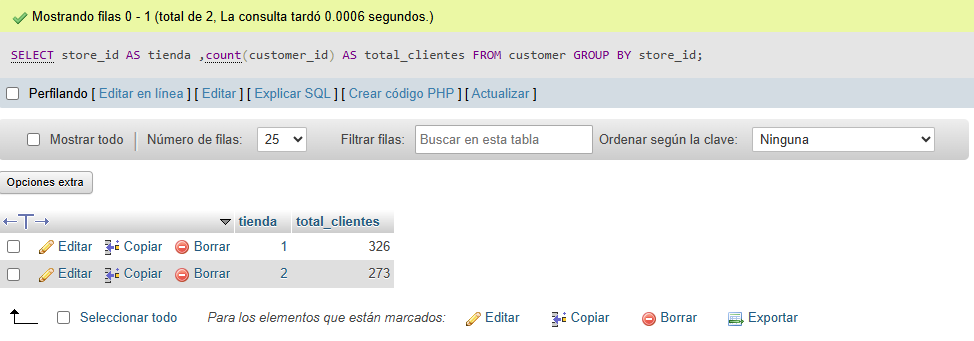 Mostrando filas 0 - 1 (total de 2, La consulta tardó 0.0006 segundos.)
SELECT store_id AS tienda ,count(customer_id) AS total_clientes FROM customer GROUP BY store_id;
Perfilando [ Editar en línea ] [ Editar ] [ Explicar SQL ] [ Crear código PHP ] [ Actualizar ]
Mostrar todo Número de filas: 25 Filtrar filas: Buscar en esta tabla Ordenar según la clave: Ninguna
Opciones extra
←T→ tienda total_clientes
Editar Copiar Borrar 1 326
Editar Copiar Borrar 2 273
Seleccionar todo Para los elementos que están marcados: Editar Copiar Borrar Exportar